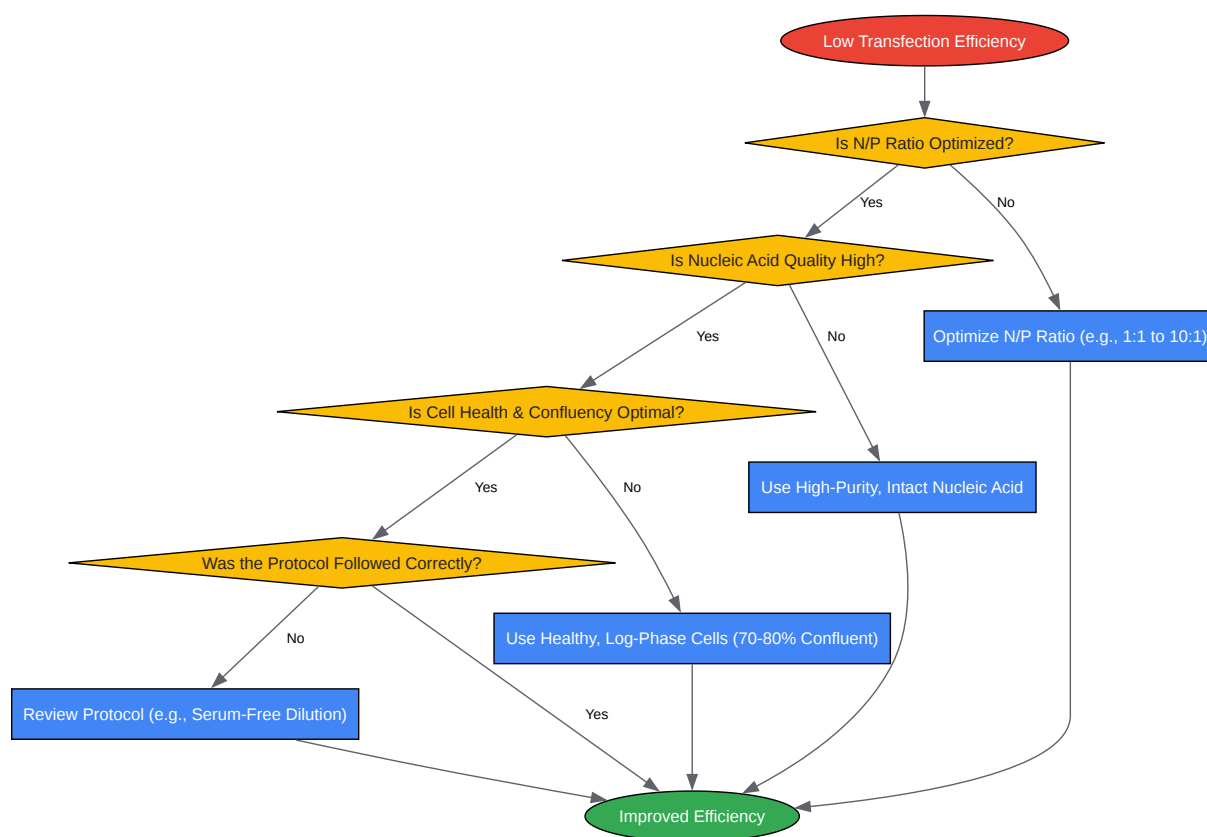 Low Transfection Efficiency
Is N/P Ratio Optimized?
Yes
No
Is Nucleic Acid Quality High?
Yes
No
Optimize N/P Ratio (e.g., 1:1 to 10:1)
Is Cell Health & Confluency Optimal?
Yes
No
Use High-Purity, Intact Nucleic Acid
Was the Protocol Followed Correctly?
No
Yes
Use Healthy, Log-Phase Cells (70-80% Confluent)
Review Protocol (e.g., Serum-Free Dilution)
Improved Efficiency